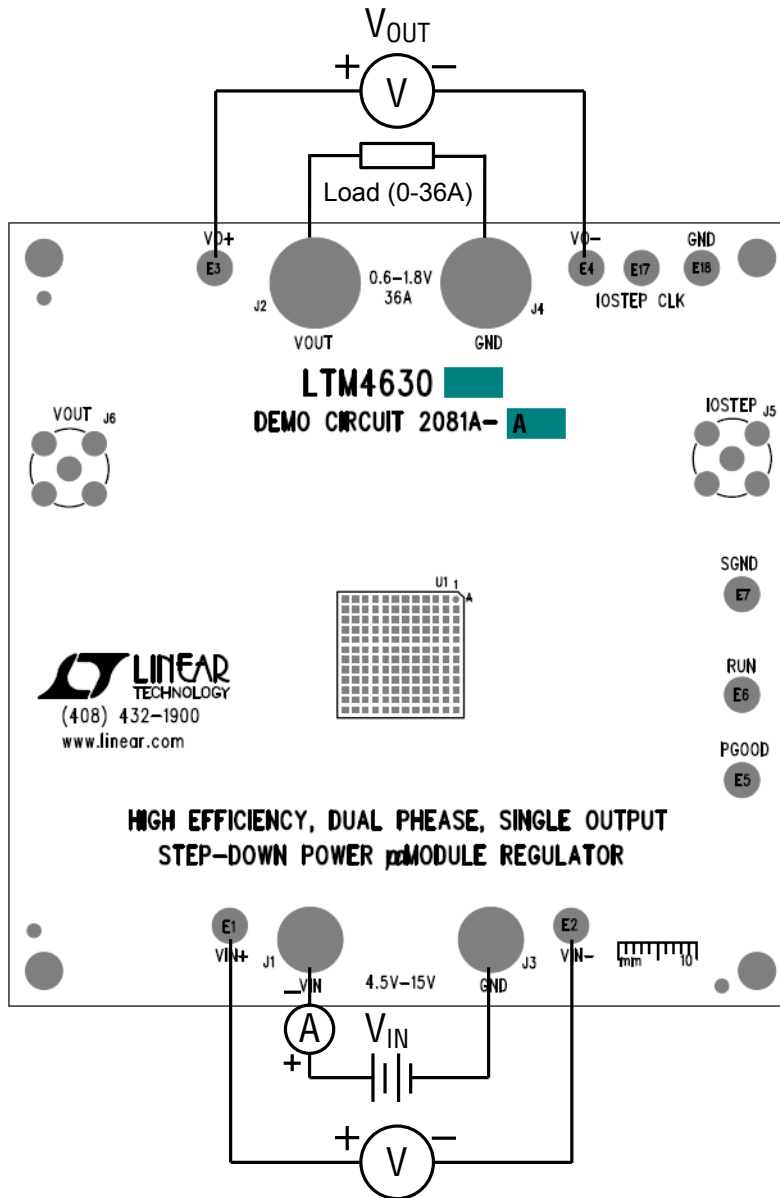 VOUT
+ −
V
Load (0-36A)
VO+
E3
J2
VOUT
0.6-1.8V
36A
J4
GND
VO-
E4
E17
GND
E18
IOSTEP CLK
LTM4630
DEMO CIRCUIT 2081A- A
VOUT J6
IOSTEP J5
U1 1
A
SGND
E7
RUN
E6
PGOOD
E5
LINEAR
TECHNOLOGY
(408) 432-1900
www.linear.com
HIGH EFFICIENCY, DUAL PHEASE, SINGLE OUTPUT
STEP-DOWN POWER MODULE REGULATOR
E1
VIN+
J1
VIN
4.5V-15V
J3
GND
E2
VIN-
mm 10
−
A
+
VIN
+ −
V